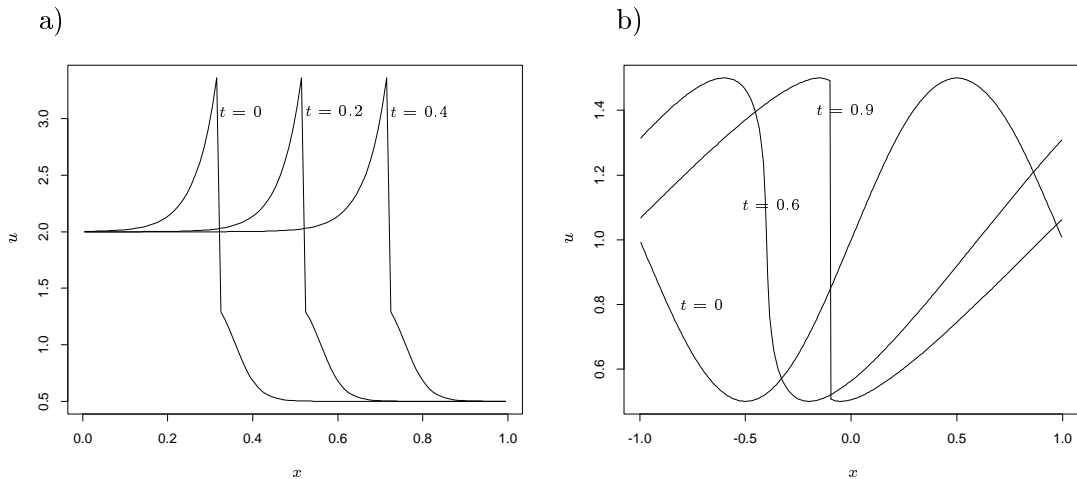 a)
u
3.0
2.5
2.0
1.5
1.0
0.5
t = 0
t = 0.2
t = 0.4
0.0 0.2 0.4 0.6 0.8 1.0
x
b)
u
1.4
1.2
1.0
0.8
0.6
t = 0.9
t = 0.6
t = 0
-1.0 -0.5 0.0 0.5 1.0
x